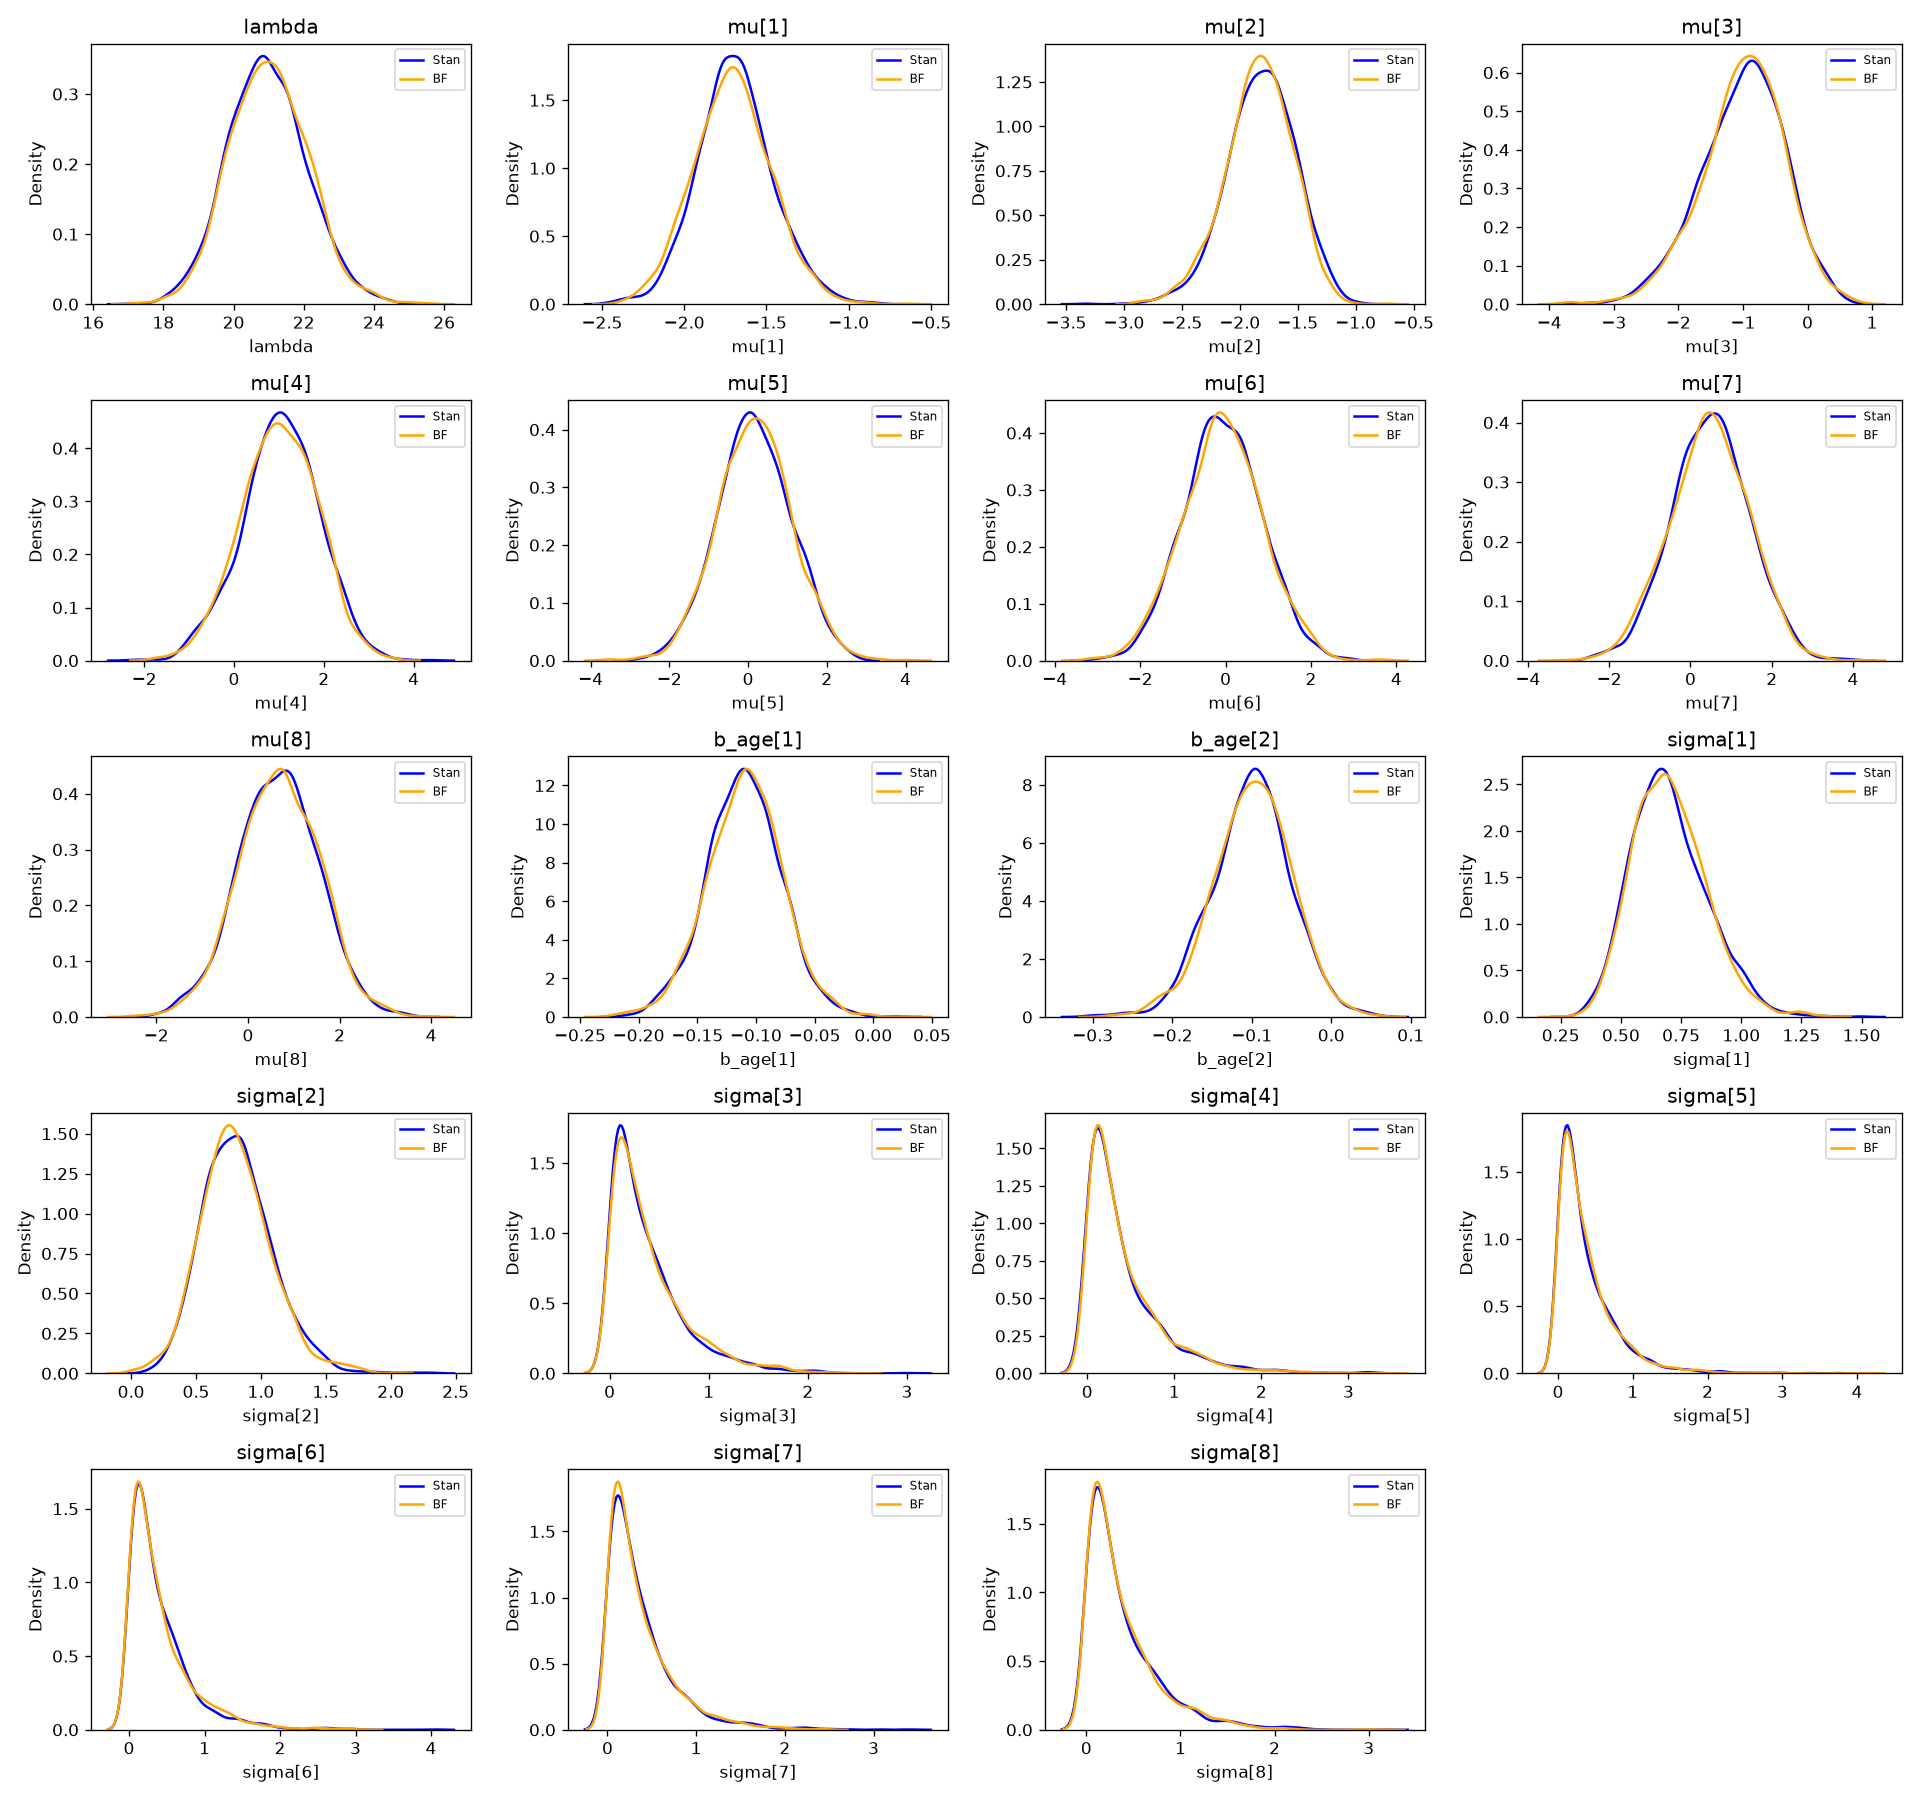 lambda
mu[1]
mu[2]
mu[3]
Stan
BF
Stan
BF
Stan
BF
Stan
BF
Density
0.3
0.2
0.1
0.0
16 18 20 22 24 26
lambda
Density
1.5
1.0
0.5
0.0
−2.5 −2.0 −1.5 −1.0 −0.5
mu[1]
Density
1.25
1.00
0.75
0.50
0.25
0.00
−3.5 −3.0 −2.5 −2.0 −1.5 −1.0 −0.5
mu[2]
Density
0.6
0.5
0.4
0.3
0.2
0.1
0.0
−4 −3 −2 −1 0 1
mu[3]
mu[4]
mu[5]
mu[6]
mu[7]
Stan
BF
Stan
BF
Stan
BF
Stan
BF
Density
0.4
0.3
0.2
0.1
0.0
−2 0 2 4
mu[4]
Density
0.4
0.3
0.2
0.1
0.0
−4 −2 0 2 4
mu[5]
Density
0.4
0.3
0.2
0.1
0.0
−4 −2 0 2 4
mu[6]
Density
0.4
0.3
0.2
0.1
0.0
−4 −2 0 2 4
mu[7]
mu[8]
b_age[1]
b_age[2]
sigma[1]
Stan
BF
Stan
BF
Stan
BF
Stan
BF
Density
0.4
0.3
0.2
0.1
0.0
−2 0 2 4
mu[8]
Density
12
10
8
6
4
2
0
−0.25 −0.20 −0.15 −0.10 −0.05 0.00 0.05
b_age[1]
Density
8
6
4
2
0
−0.3 −0.2 −0.1 0.0 0.1
b_age[2]
Density
2.5
2.0
1.5
1.0
0.5
0.0
0.25 0.50 0.75 1.00 1.25 1.50
sigma[1]
sigma[2]
sigma[3]
sigma[4]
sigma[5]
Stan
BF
Stan
BF
Stan
BF
Stan
BF
Density
1.50
1.25
1.00
0.75
0.50
0.25
0.00
0.0 0.5 1.0 1.5 2.0 2.5
sigma[2]
Density
1.5
1.0
0.5
0.0
0 1 2 3
sigma[3]
Density
1.50
1.25
1.00
0.75
0.50
0.25
0.00
0 1 2 3
sigma[4]
Density
1.5
1.0
0.5
0.0
0 1 2 3 4
sigma[5]
sigma[6]
sigma[7]
sigma[8]
Stan
BF
Stan
BF
Stan
BF
Density
1.5
1.0
0.5
0.0
0 1 2 3 4
sigma[6]
Density
1.5
1.0
0.5
0.0
0 1 2 3
sigma[7]
Density
1.5
1.0
0.5
0.0
0 1 2 3
sigma[8]